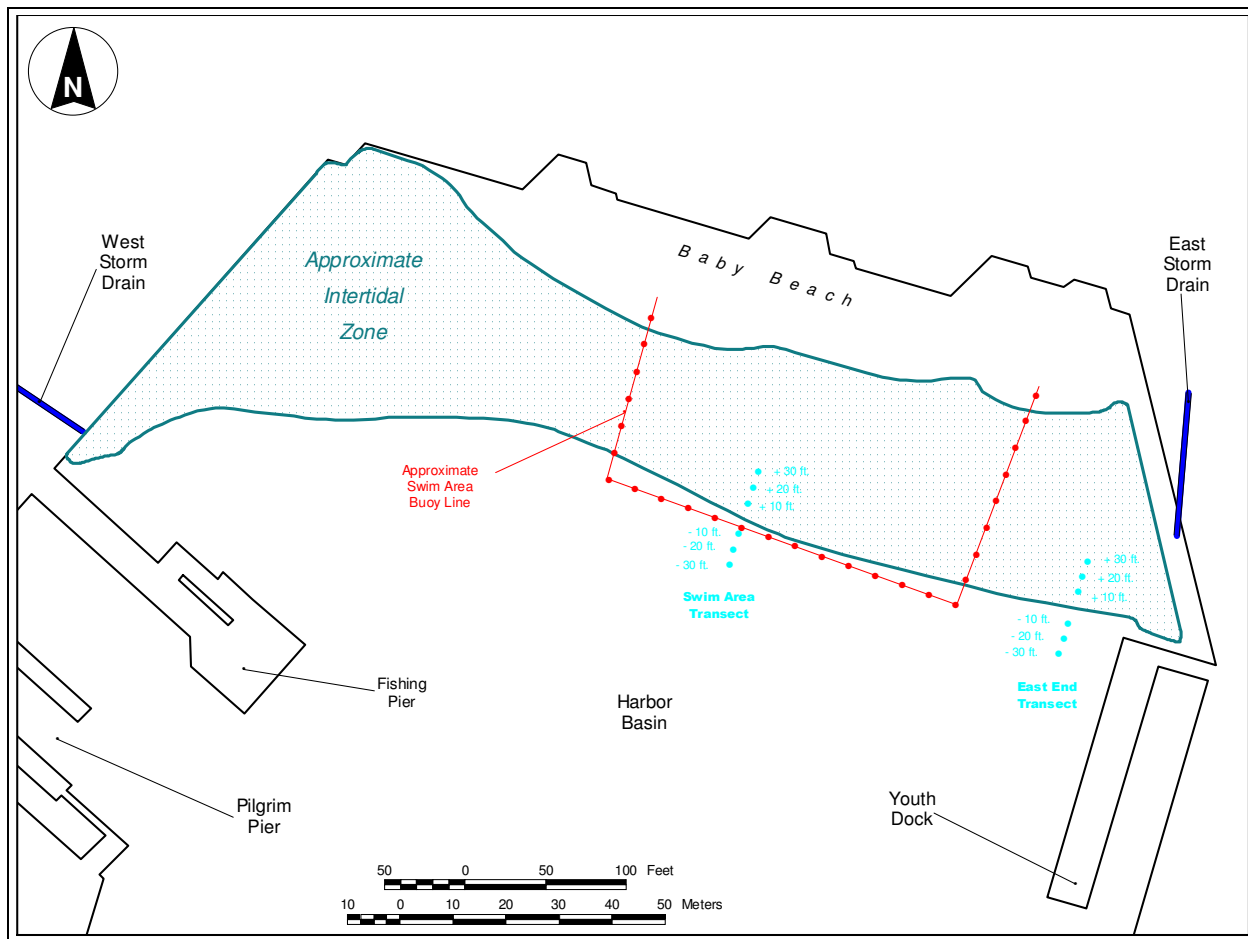 N
West
Storm
Drain
Approximate
Intertidal
Zone
Baby Beach
East
Storm
Drain
Approximate
Swim Area
Buoy Line
+ 30 ft.
+ 20 ft.
+ 10 ft.
- 10 ft.
- 20 ft.
- 30 ft.
Swim Area
Transect
+ 30 ft.
+ 20 ft.
+ 10 ft.
- 10 ft.
- 20 ft.
- 30 ft.
East End
Transect
Fishing
Pier
Harbor
Basin
Pilgrim
Pier
Youth
Dock
50 0 50 100 Feet
10 0 10 20 30 40 50 Meters